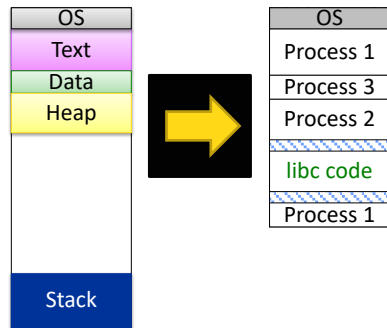 OS
Text
Data
Heap
Stack
OS
Process 1
Process 3
Process 2
libc code
Process 1